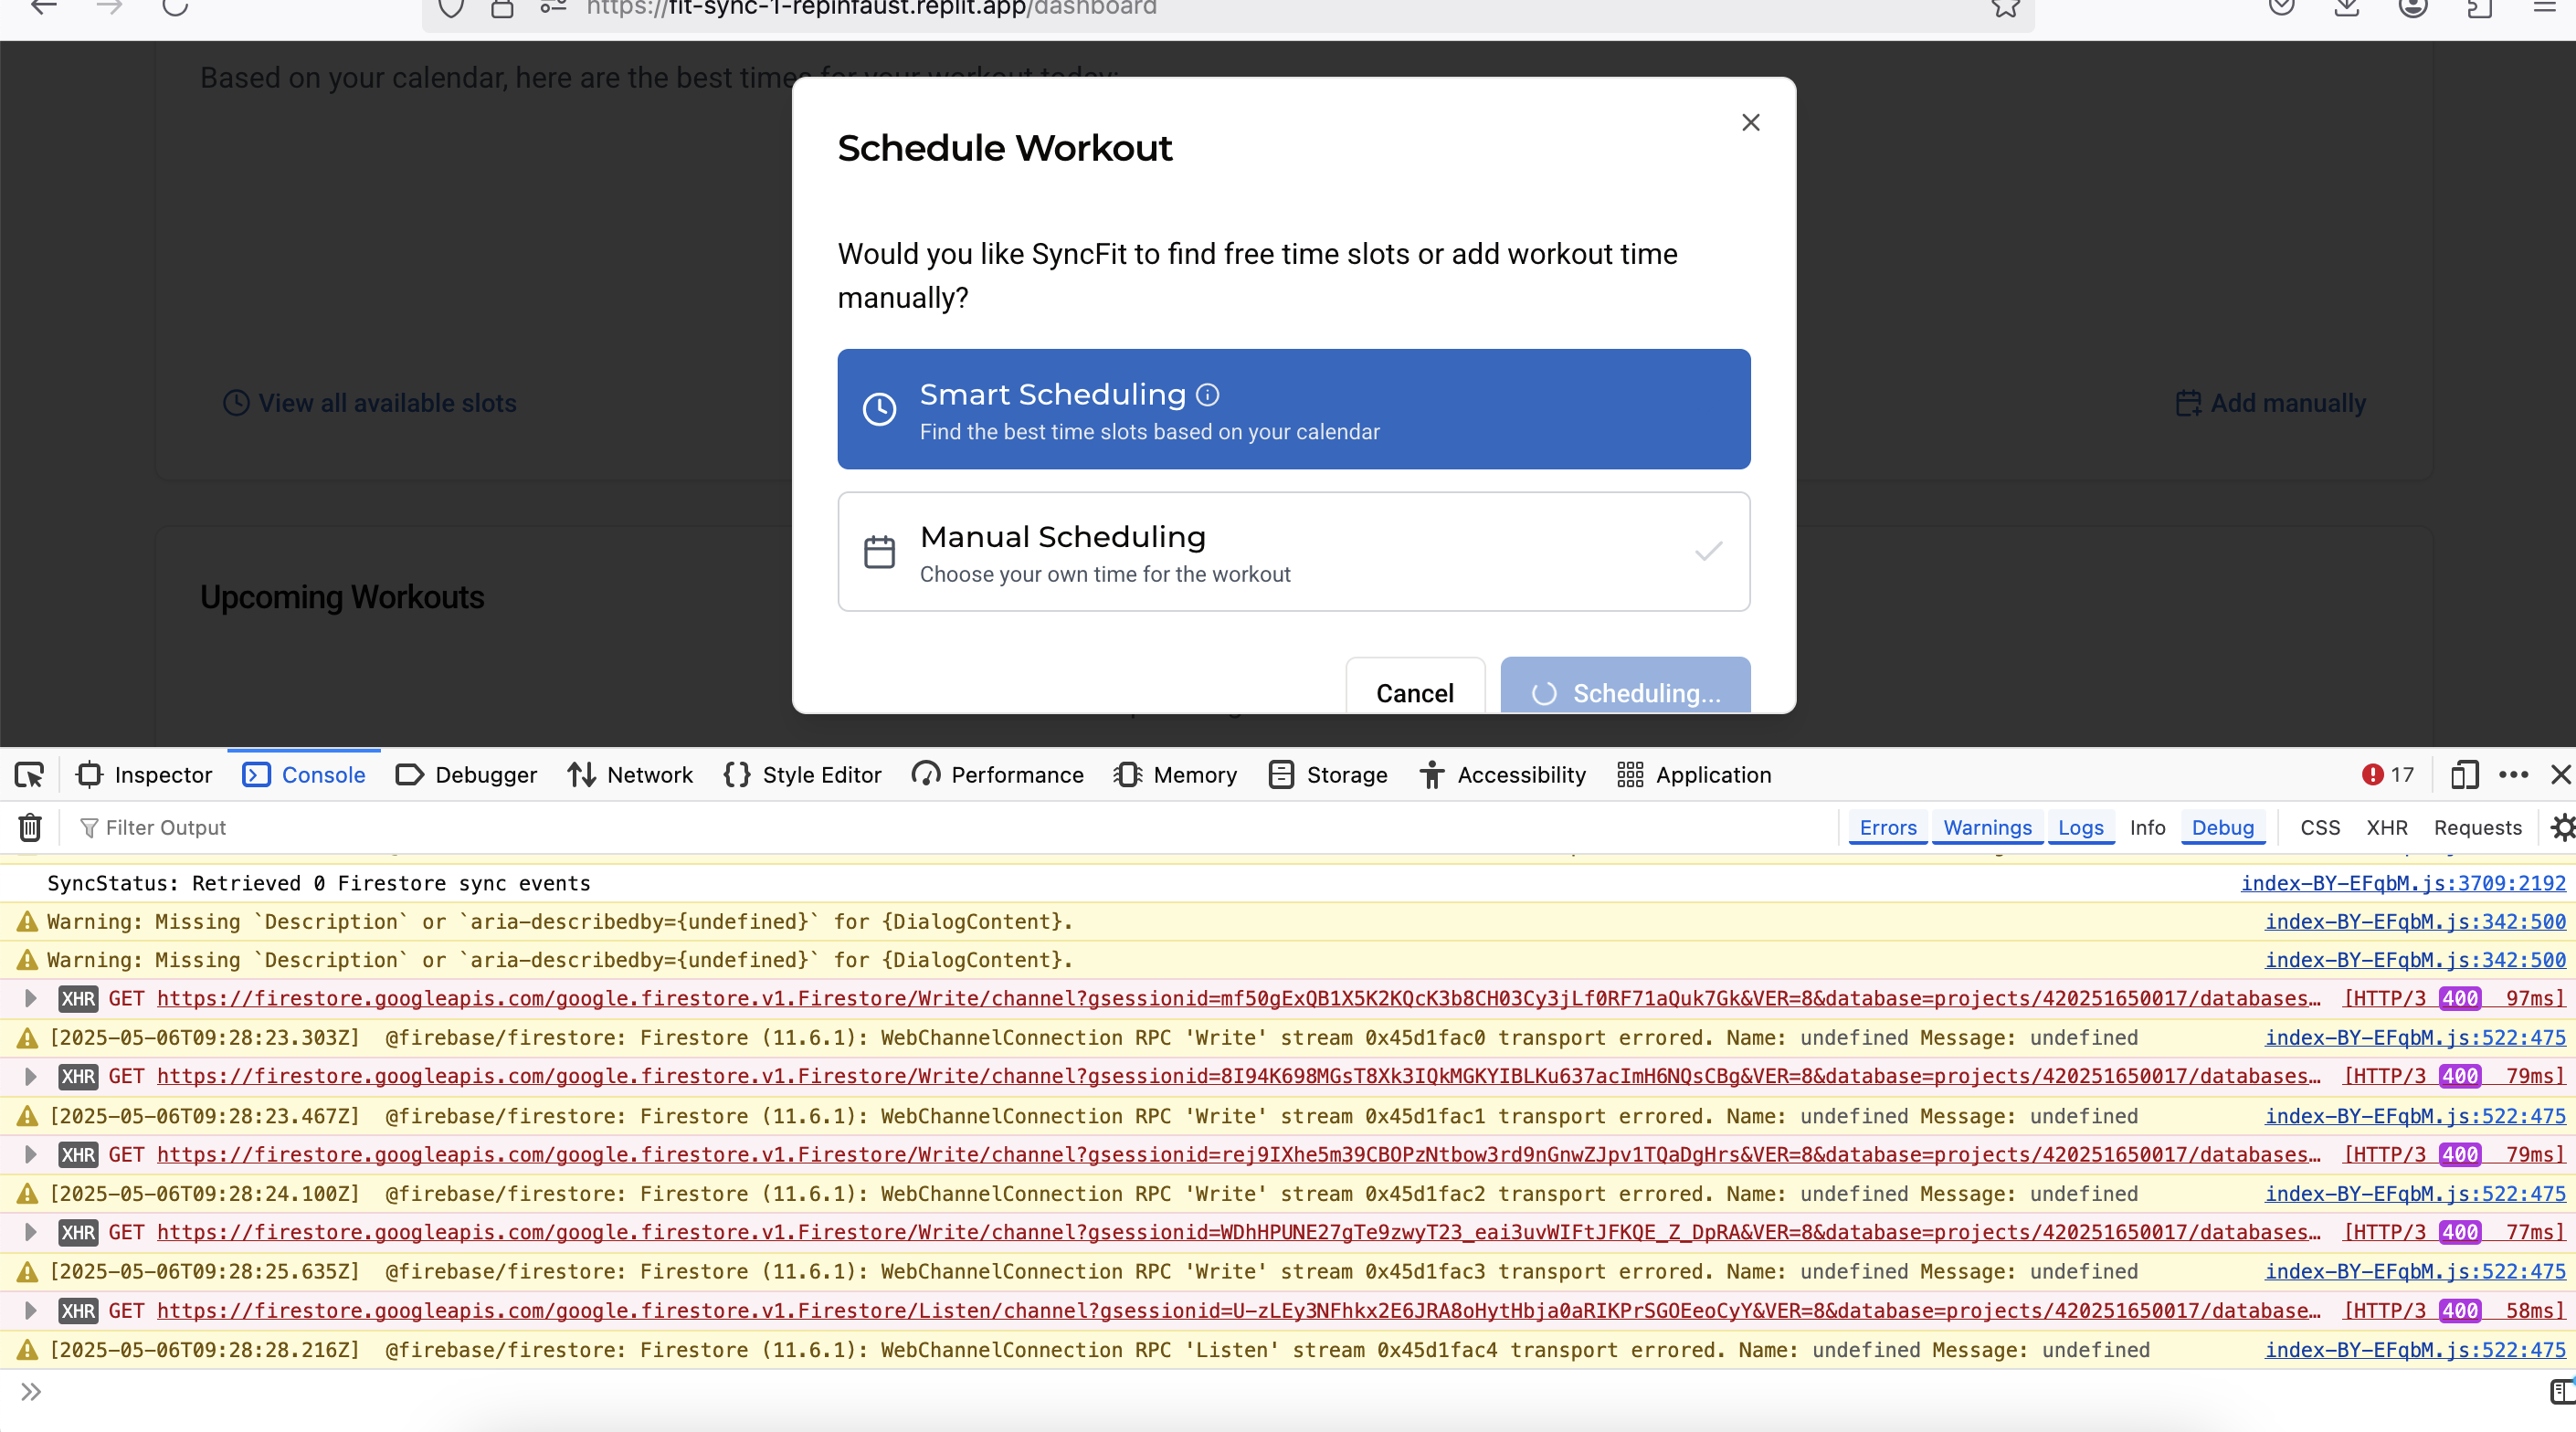 https://fit-sync-1-repinfaust.replit.app/dashboard
Based on your calendar, here are the best times for your workout today:
Schedule Workout
Would you like SyncFit to find free time slots or add workout time
manually?
Smart Scheduling
Find the best time slots based on your calendar
View all available slots
Add manually
Manual Scheduling
Choose your own time for the workout
Upcoming Workouts
Cancel
Scheduling...
Inspector Console Debugger Network Style Editor Performance Memory Storage Accessibility Application 17
Filter Output Errors Warnings Logs Info Debug CSS XHR Requests
SyncStatus: Retrieved 0 Firestore sync events index-BY-EFqbM.js:3709:2192
Warning: Missing `Description` or `aria-describedby={undefined}` for {DialogContent}. index-BY-EFqbM.js:342:500
Warning: Missing `Description` or `aria-describedby={undefined}` for {DialogContent}. index-BY-EFqbM.js:342:500
XHR GET https://firestore.googleapis.com/google.firestore.v1.Firestore/Write/channel?gsessionid=mf50gExQB1X5K2KQcK3b8CH03Cy3jLf0RF71aQuk7Gk&VER=8&database=projects/420251650017/databases… [HTTP/3 400 97ms]
[2025-05-06T09:28:23.303Z] @firebase/firestore: Firestore (11.6.1): WebChannelConnection RPC 'Write' stream 0x45d1fac0 transport errored. Name: undefined Message: undefined index-BY-EFqbM.js:522:475
XHR GET https://firestore.googleapis.com/google.firestore.v1.Firestore/Write/channel?gsessionid=8I94K698MGsT8Xk3IQkMGKYIBLKu637acImH6NQsCBg&VER=8&database=projects/420251650017/databases… [HTTP/3 400 79ms]
[2025-05-06T09:28:23.467Z] @firebase/firestore: Firestore (11.6.1): WebChannelConnection RPC 'Write' stream 0x45d1fac1 transport errored. Name: undefined Message: undefined index-BY-EFqbM.js:522:475
XHR GET https://firestore.googleapis.com/google.firestore.v1.Firestore/Write/channel?gsessionid=rej9IXhe5m39CBOPzNtbow3rd9nGnwZJpv1TQaDgHrs&VER=8&database=projects/420251650017/databases… [HTTP/3 400 79ms]
[2025-05-06T09:28:24.100Z] @firebase/firestore: Firestore (11.6.1): WebChannelConnection RPC 'Write' stream 0x45d1fac2 transport errored. Name: undefined Message: undefined index-BY-EFqbM.js:522:475
XHR GET https://firestore.googleapis.com/google.firestore.v1.Firestore/Write/channel?gsessionid=WDhHPUNE27gTe9zwyT23_eai3uvWIFtJFKQE_Z_DpRA&VER=8&database=projects/420251650017/databases… [HTTP/3 400 77ms]
[2025-05-06T09:28:25.635Z] @firebase/firestore: Firestore (11.6.1): WebChannelConnection RPC 'Write' stream 0x45d1fac3 transport errored. Name: undefined Message: undefined index-BY-EFqbM.js:522:475
XHR GET https://firestore.googleapis.com/google.firestore.v1.Firestore/Listen/channel?gsessionid=U-zLEy3NFhkx2E6JRA8oHytHbja0aRIKPrSGOEeoCyY&VER=8&database=projects/420251650017/database… [HTTP/3 400 58ms]
[2025-05-06T09:28:28.216Z] @firebase/firestore: Firestore (11.6.1): WebChannelConnection RPC 'Listen' stream 0x45d1fac4 transport errored. Name: undefined Message: undefined index-BY-EFqbM.js:522:475